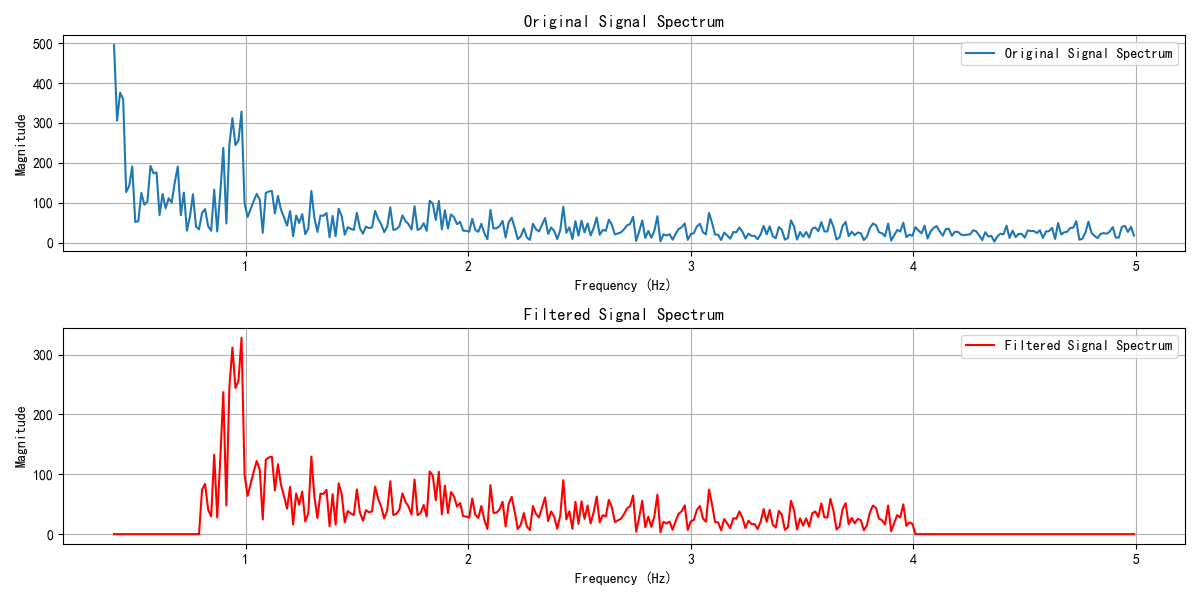 Original Signal Spectrum
Original Signal Spectrum
500
400
300
200
100
0
Magnitude
1 2 3 4 5
Frequency (Hz)
Filtered Signal Spectrum
Filtered Signal Spectrum
300
200
100
0
Magnitude
1 2 3 4 5
Frequency (Hz)